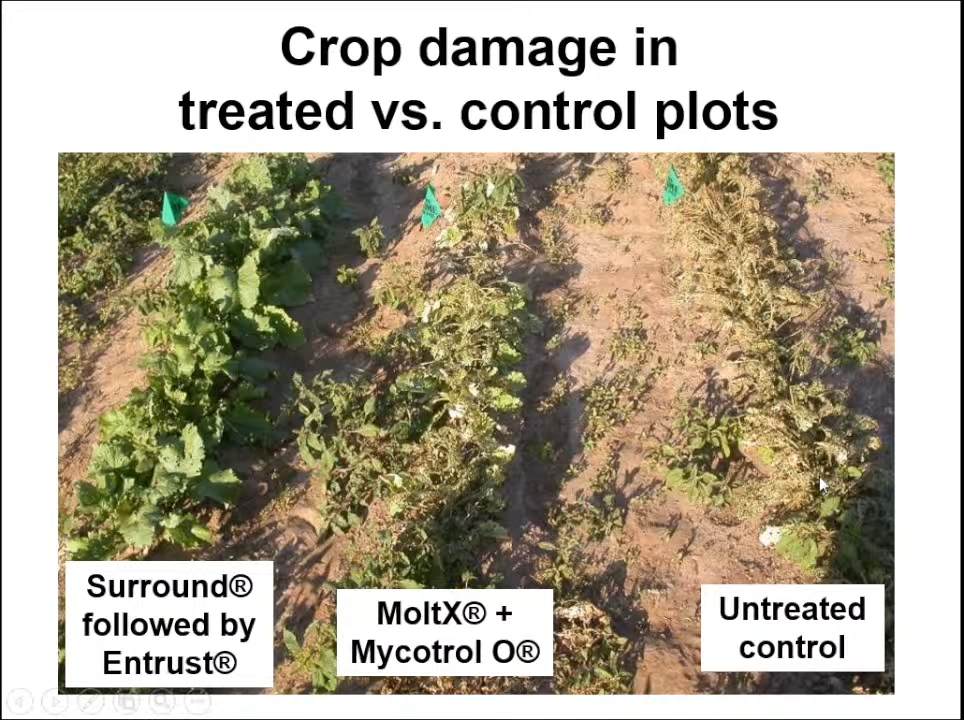 Crop damage in
treated vs. control plots
Surround®
followed by
Entrust®
MoltX® +
Mycotrol O®
Untreated
control